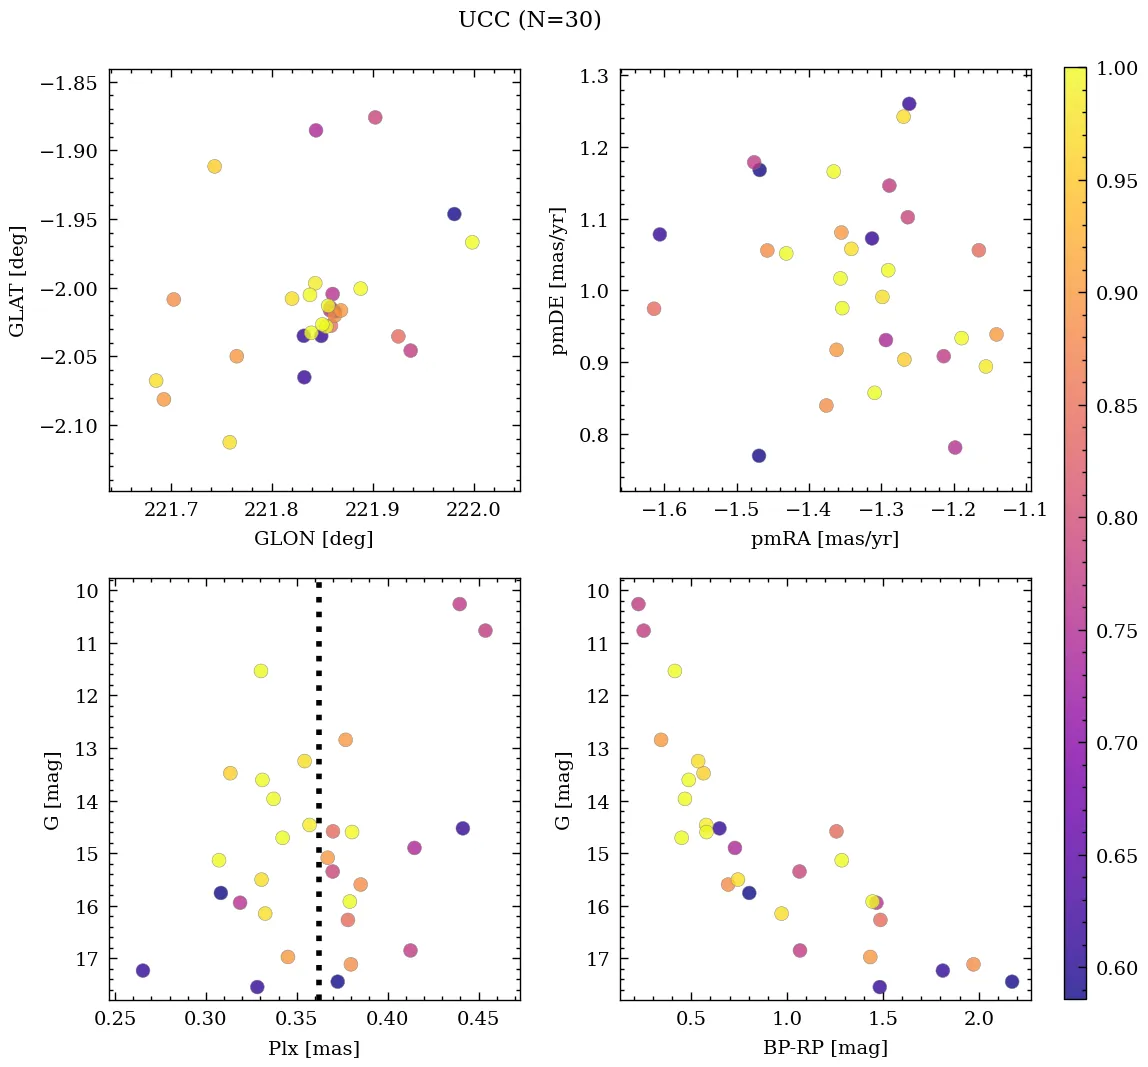 UCC (N=30)
−1.85
−1.90
−1.95
−2.00
−2.05
−2.10
GLAT [deg]
221.7 221.8 221.9 222.0
GLON [deg]
1.3
1.2
1.1
1.0
0.9
0.8
pmDE [mas/yr]
−1.6 −1.5 −1.4 −1.3 −1.2 −1.1
pmRA [mas/yr]
10
11
12
13
14
15
16
17
G [mag]
0.25 0.30 0.35 0.40 0.45
Plx [mas]
10
11
12
13
14
15
16
17
G [mag]
0.5 1.0 1.5 2.0
BP-RP [mag]
1.00
0.95
0.90
0.85
0.80
0.75
0.70
0.65
0.60